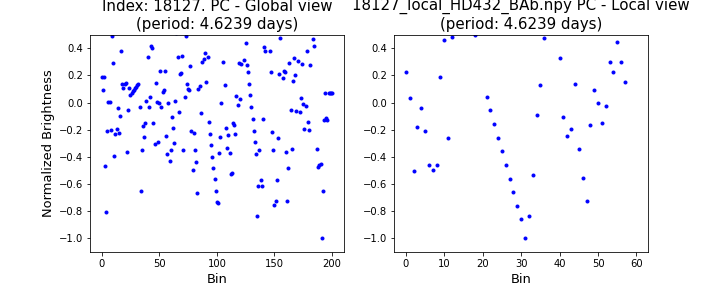 Index: 18127. PC - Global view
(period: 4.6239 days)
18127_local_HD432_BAb.npy PC - Local view
(period: 4.6239 days)
Normalized Brightness
0.4
0.2
0.0
−0.2
−0.4
−0.6
−0.8
−1.0
0 50 100 150 200
Bin
0.4
0.2
0.0
−0.2
−0.4
−0.6
−0.8
−1.0
0 10 20 30 40 50 60
Bin